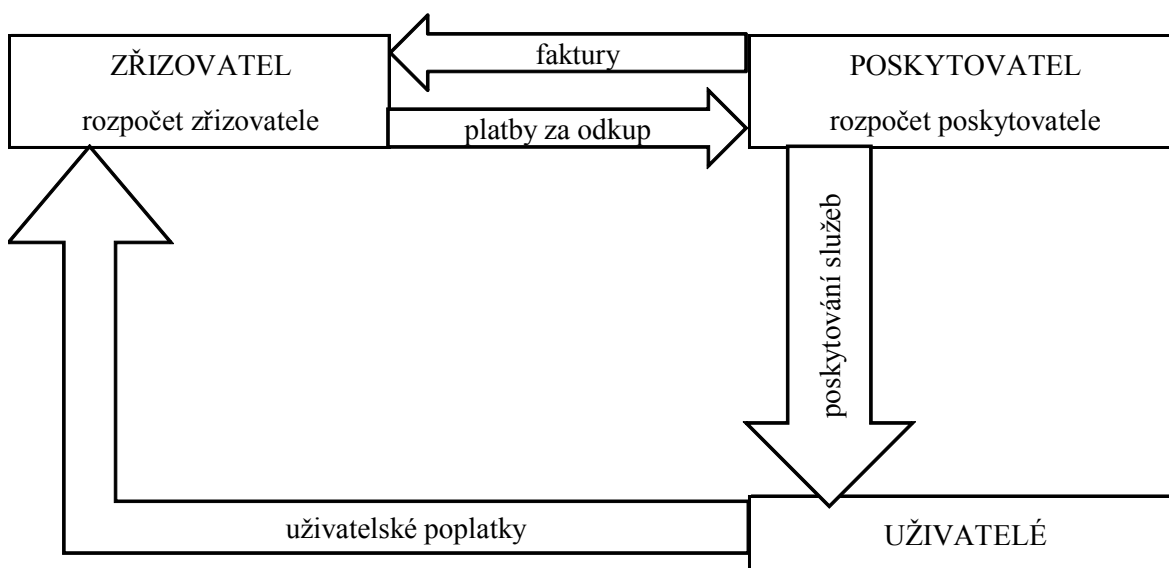 ZŘIZOVATEL
rozpočet zřizovatele
faktury
platby za odkup
POSKYTOVATEL
rozpočet poskytovatele
poskytování služeb
uživatelské poplatky
UŽIVATELÉ